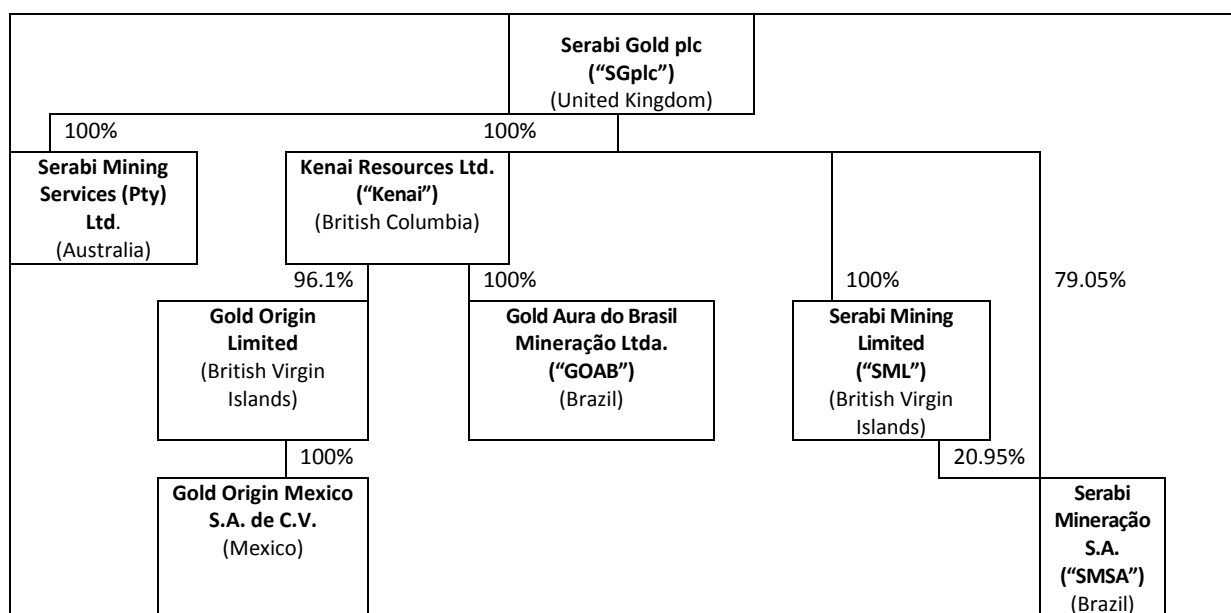 Serabi Gold plc
(“SGplc”)
(United Kingdom)
100%
100%
Serabi Mining
Services (Pty)
Ltd.
(Australia)
Kenai Resources Ltd.
(“Kenai”)
(British Columbia)
96.1%
100%
100%
79.05%
Gold Origin
Limited
(British Virgin
Islands)
Gold Aura do Brasil
Mineração Ltda.
(“GOAB”)
(Brazil)
Serabi Mining
Limited
(“SML”)
(British Virgin
Islands)
100%
20.95%
Gold Origin Mexico
S.A. de C.V.
(Mexico)
Serabi
Mineração
S.A.
(“SMSA”)
(Brazil)